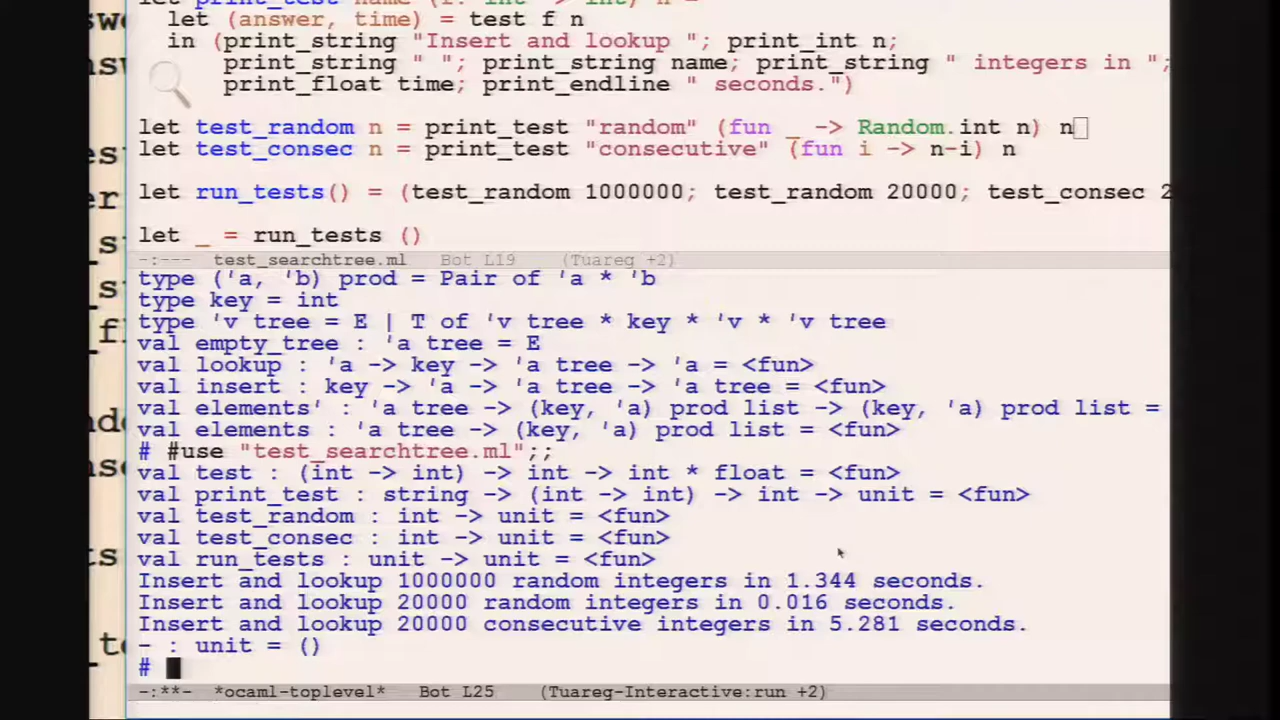 let print_test name (f: int -> int) n =
let (answer, time) = test f n
in (print_string "Insert and lookup "; print_int n;
print_string " "; print_string name; print_string " integers in ";
print_float time; print_endline " seconds.")
let test_random n = print_test "random" (fun _ -> Random.int n) n
let test_consec n = print_test "consecutive" (fun i -> n-i) n
let run_tests() = (test_random 1000000; test_random 20000; test_consec 2
let _ = run_tests ()
-:--- test_searchtree.ml Bot L19 (Tuareg +2)
type ('a, 'b) prod = Pair of 'a * 'b
type key = int
type 'v tree = E | T of 'v tree * key * 'v * 'v tree
val empty_tree : 'a tree = E
val lookup : 'a -> key -> 'a tree -> 'a = <fun>
val insert : key -> 'a -> 'a tree -> 'a tree = <fun>
val elements' : 'a tree -> (key, 'a) prod list -> (key, 'a) prod list =
val elements : 'a tree -> (key, 'a) prod list = <fun>
# #use "test_searchtree.ml";;
val test : (int -> int) -> int -> int * float = <fun>
val print_test : string -> (int -> int) -> int -> unit = <fun>
val test_random : int -> unit = <fun>
val test_consec : int -> unit = <fun>
val run_tests : unit -> unit = <fun>
Insert and lookup 1000000 random integers in 1.344 seconds.
Insert and lookup 20000 random integers in 0.016 seconds.
Insert and lookup 20000 consecutive integers in 5.281 seconds.
- : unit = ()
#
-:**- *ocaml-toplevel* Bot L25 (Tuareg-Interactive:run +2)